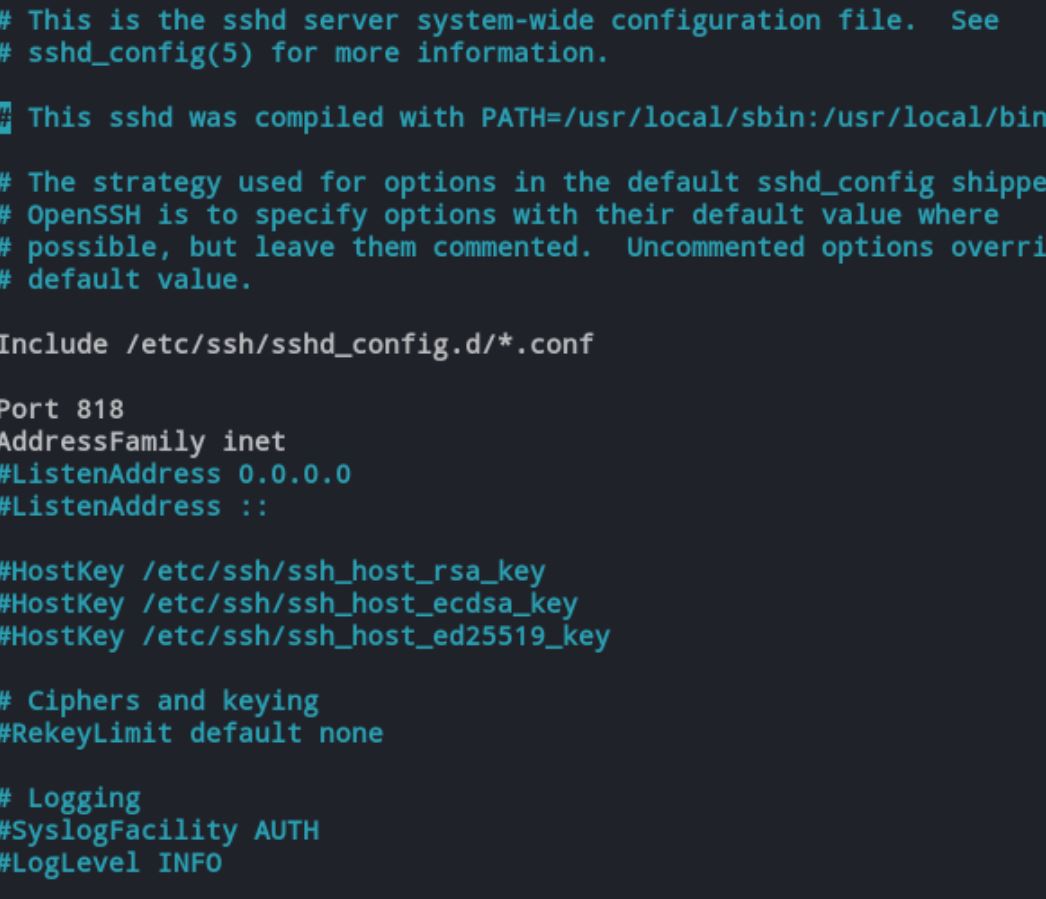 # This is the sshd server system-wide configuration file.  See
# sshd_config(5) for more information.
# This sshd was compiled with PATH=/usr/local/sbin:/usr/local/bin
# The strategy used for options in the default sshd_config shippe
# OpenSSH is to specify options with their default value where
# possible, but leave them commented.  Uncommented options overri
# default value.
Include /etc/ssh/sshd_config.d/*.conf
Port 818
AddressFamily inet
#ListenAddress 0.0.0.0
#ListenAddress ::
#HostKey /etc/ssh/ssh_host_rsa_key
#HostKey /etc/ssh/ssh_host_ecdsa_key
#HostKey /etc/ssh/ssh_host_ed25519_key
# Ciphers and keying
#RekeyLimit default none
# Logging
#SyslogFacility AUTH
#LogLevel INFO